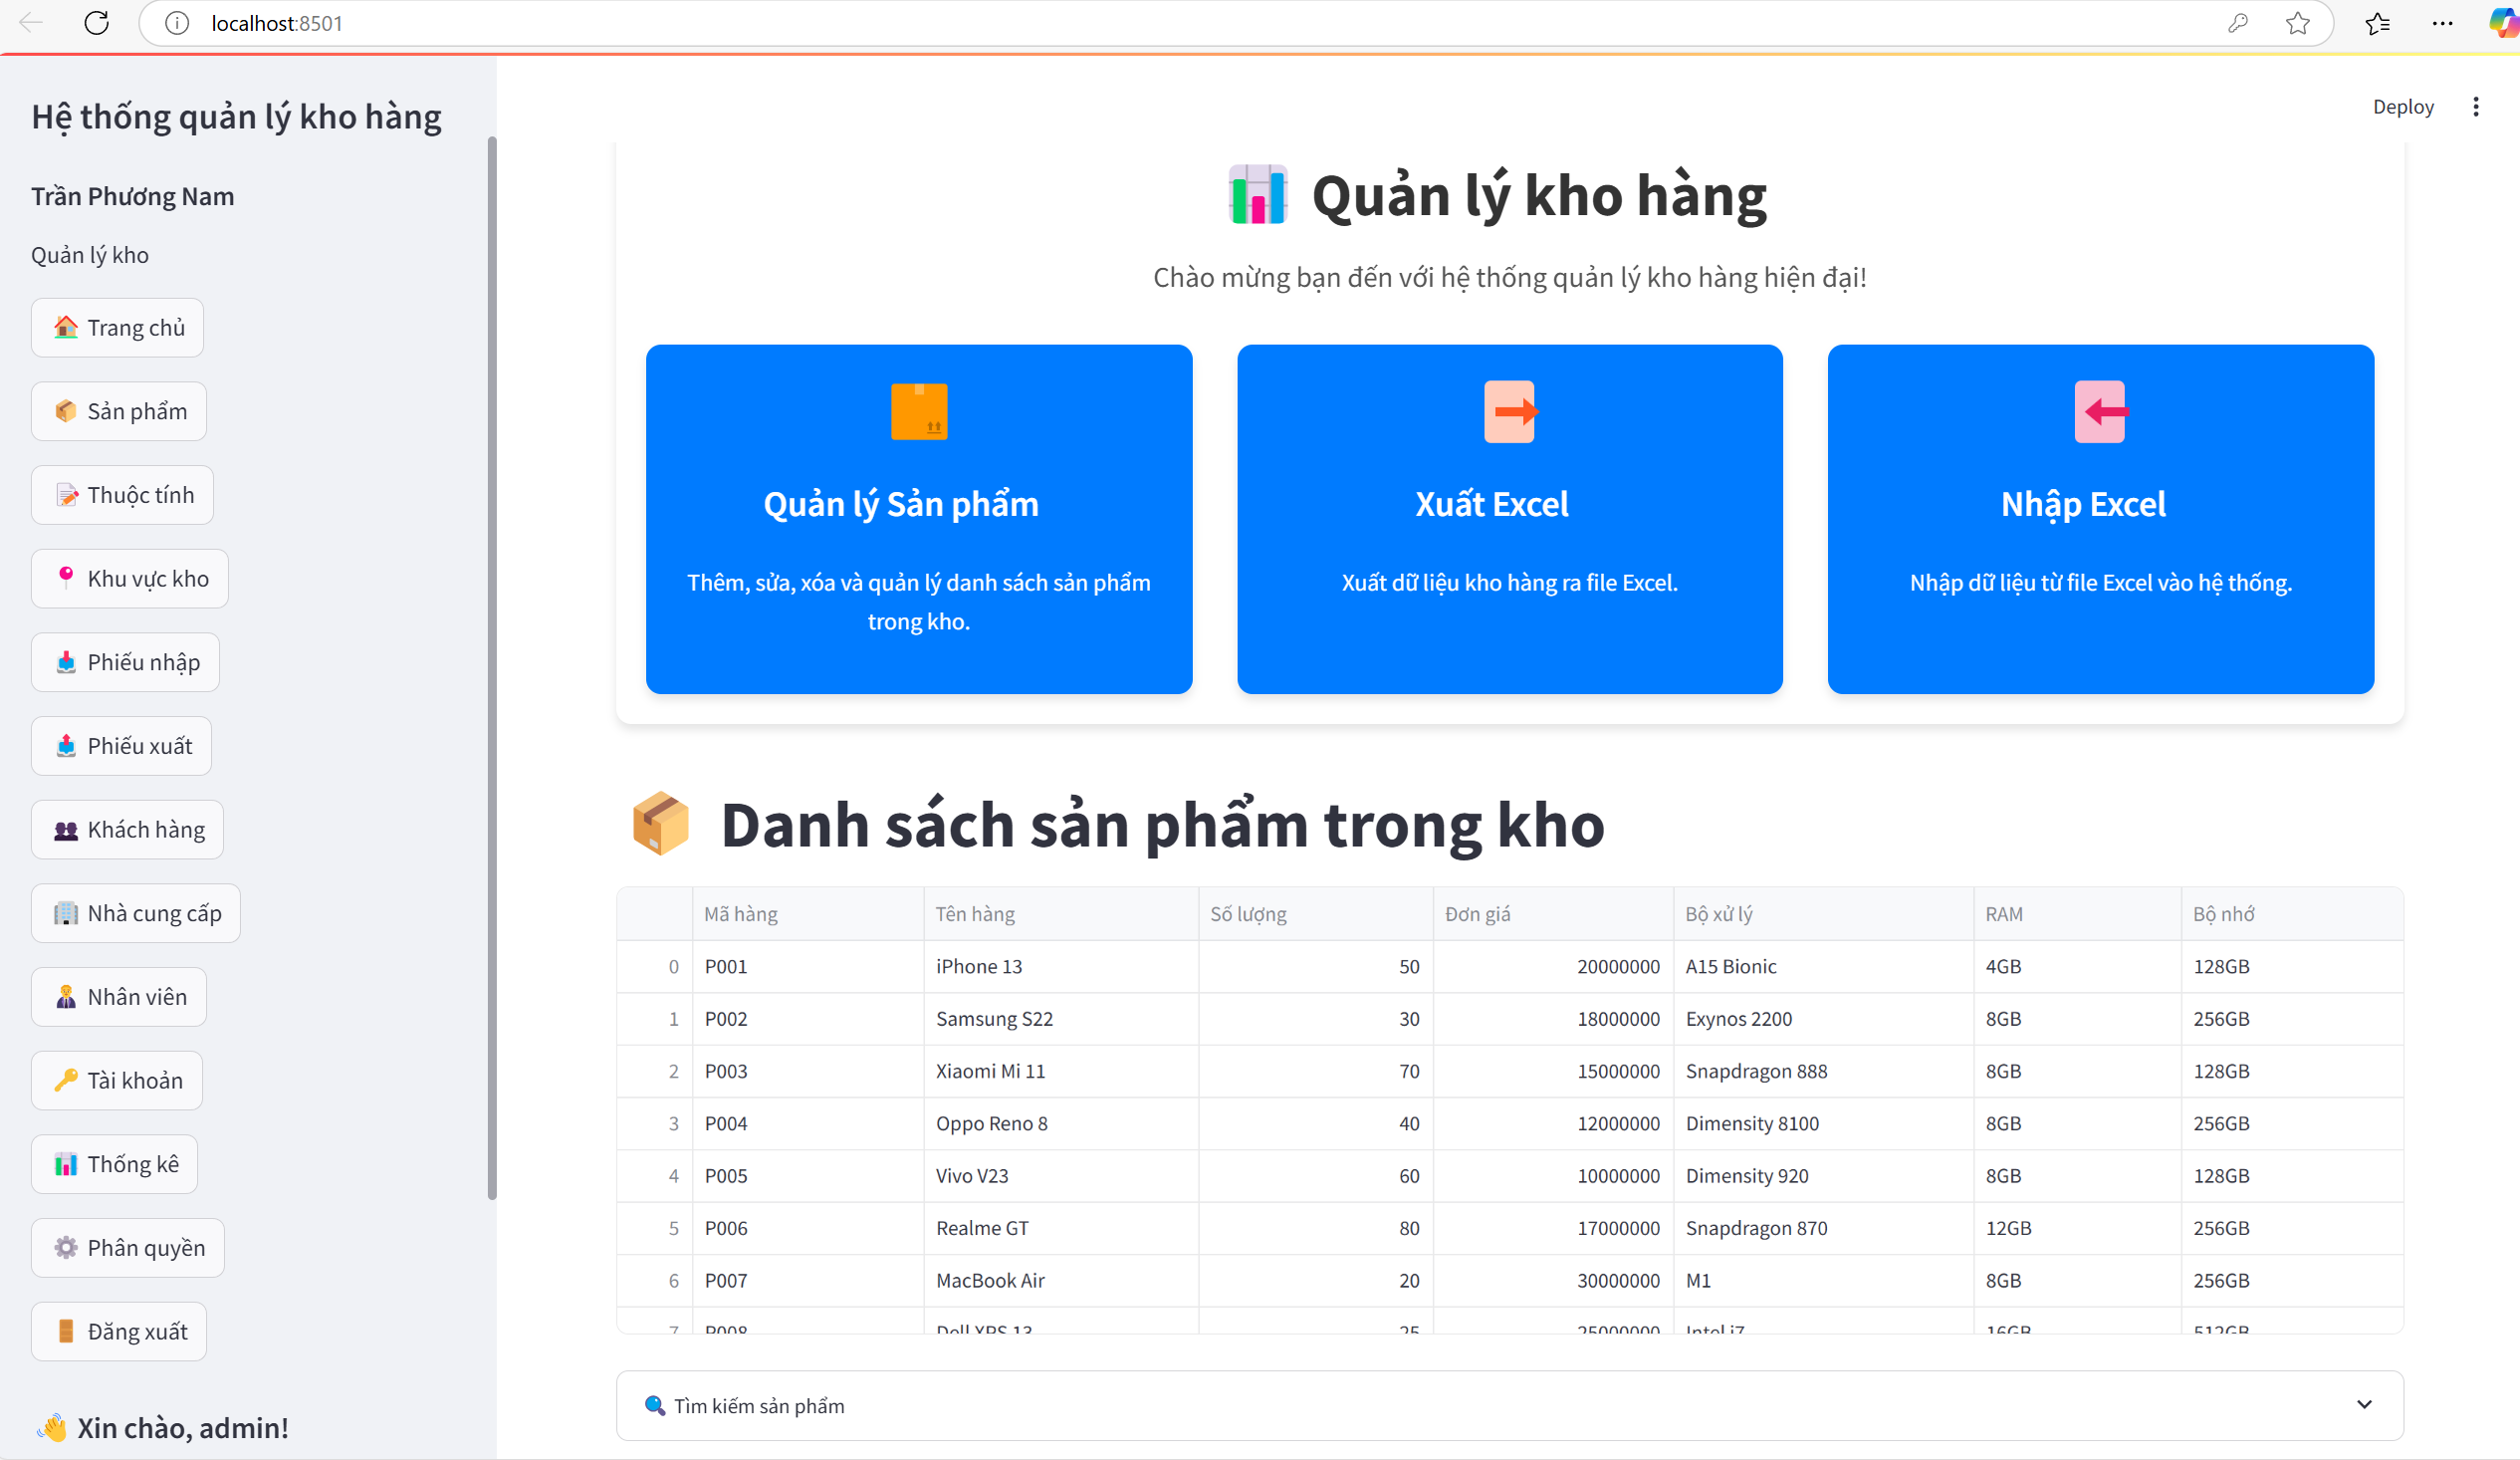 localhost:8501
Deploy
Hệ thống quản lý kho hàng
Trần Phương Nam
Quản lý kho
Trang chủ
Sản phẩm
Thuộc tính
Khu vực kho
Phiếu nhập
Phiếu xuất
Khách hàng
Nhà cung cấp
Nhân viên
Tài khoản
Thống kê
Phân quyền
Đăng xuất
Xin chào, admin!
Quản lý kho hàng
Chào mừng bạn đến với hệ thống quản lý kho hàng hiện đại!
Quản lý Sản phẩm
Thêm, sửa, xóa và quản lý danh sách sản phẩm
trong kho.
Xuất Excel
Xuất dữ liệu kho hàng ra file Excel.
Nhập Excel
Nhập dữ liệu từ file Excel vào hệ thống.
Danh sách sản phẩm trong kho
Mã hàng Tên hàng Số lượng Đơn giá Bộ xử lý RAM Bộ nhớ
0 P001 iPhone 13 50 20000000 A15 Bionic 4GB 128GB
1 P002 Samsung S22 30 18000000 Exynos 2200 8GB 256GB
2 P003 Xiaomi Mi 11 70 15000000 Snapdragon 888 8GB 128GB
3 P004 Oppo Reno 8 40 12000000 Dimensity 8100 8GB 256GB
4 P005 Vivo V23 60 10000000 Dimensity 920 8GB 128GB
5 P006 Realme GT 80 17000000 Snapdragon 870 12GB 256GB
6 P007 MacBook Air 20 30000000 M1 8GB 256GB
7 P008 Dell XPS 13 25 25000000 Intel i7 16GB 512GB
Tìm kiếm sản phẩm